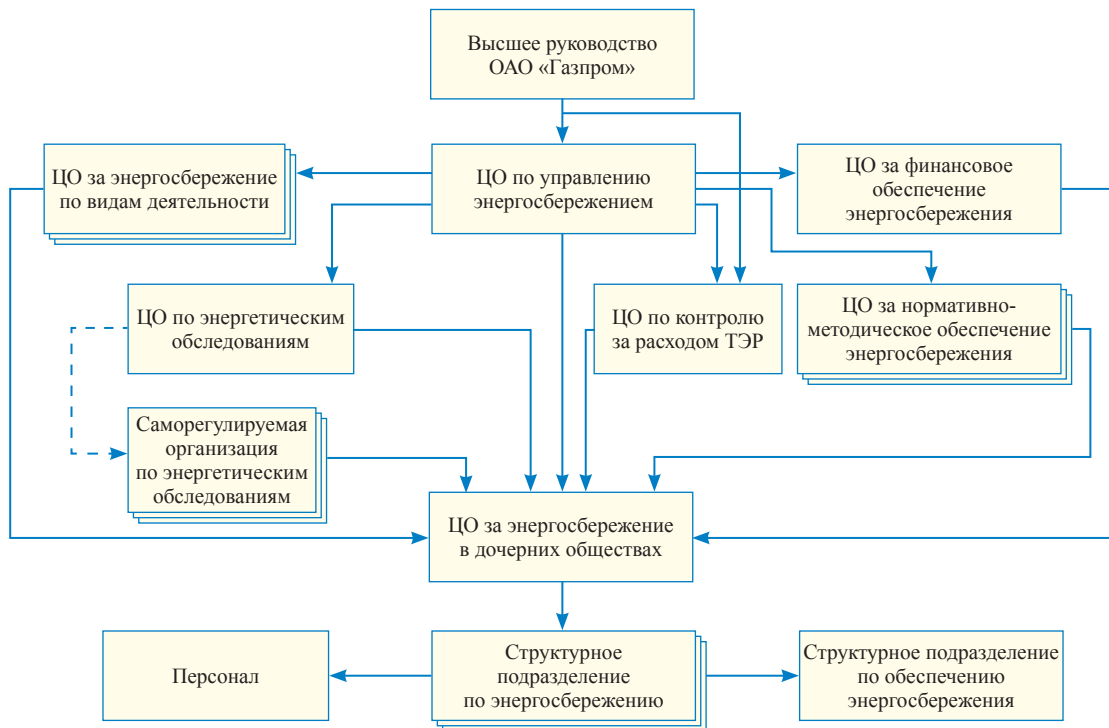 Высшее руководство
ОАО «Газпром»
ЦО за энергосбережение
по видам деятельности
ЦО по управлению
энергосбережением
ЦО за финансовое
обеспечение
энергосбережения
ЦО по энергетическим
обследованиям
ЦО по контролю
за расходом ТЭР
ЦО за нормативно-
методическое обеспечение
энергосбережения
Саморегулируемая
организация
по энергетическим
обследованиям
ЦО за энергосбережение
в дочерних обществах
Персонал
Структурное
подразделение
по энергосбережению
Структурное подразделение
по обеспечению
энергосбережения